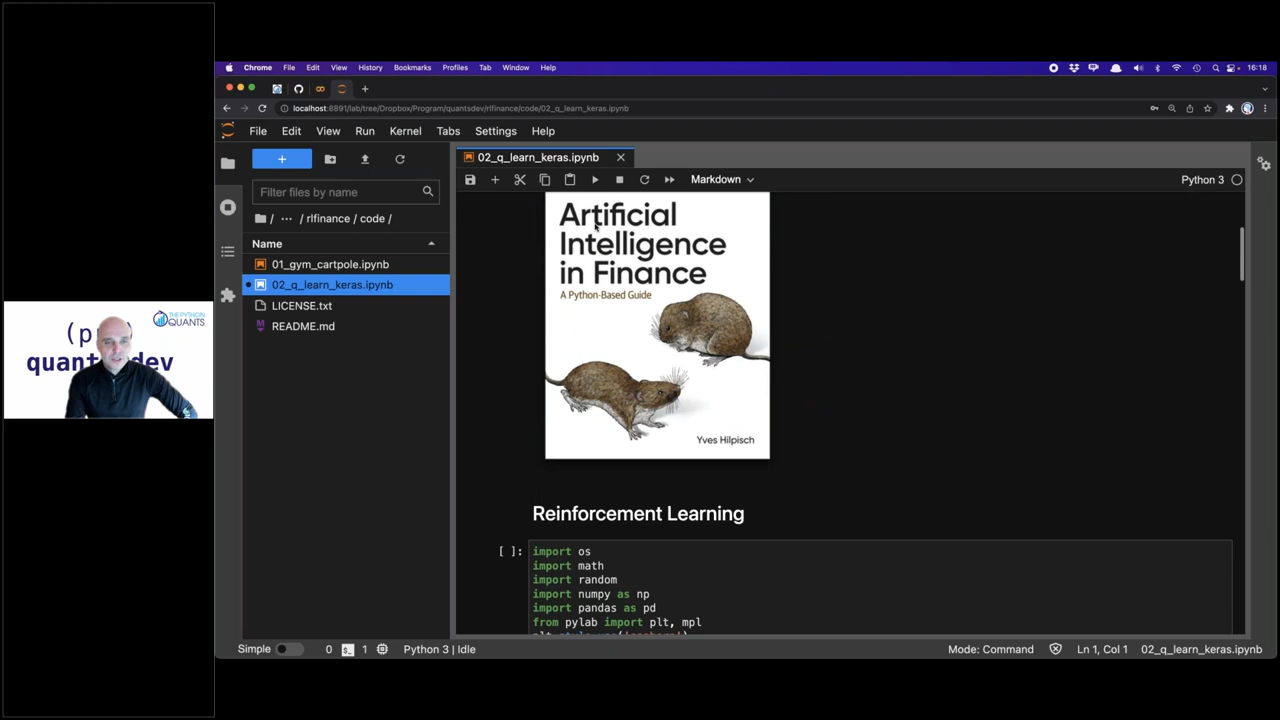 Chrome File Edit View History Bookmarks Profiles Tab Window Help 16:18
localhost:8891/lab/tree/Dropbox/Program/quantsdev/rlfinance/code/02_q_learn_keras.ipynb
File Edit View Run Kernel Tabs Settings Help
02_q_learn_keras.ipynb
Markdown Python 3
Filter files by name
/ ... / rlfinance / code /
Name
01_gym_cartpole.ipynb
02_q_learn_keras.ipynb
LICENSE.txt
README.md
Artificial
Intelligence
in Finance
A Python-Based Guide
Yves Hilpisch
THE PYTHON
QUANTS
Reinforcement Learning
[ ]: import os
import math
import random
import numpy as np
import pandas as pd
from pylab import plt, mpl
Simple 0 1 Python 3 | Idle Mode: Command Ln 1, Col 1 02_q_learn_keras.ipynb